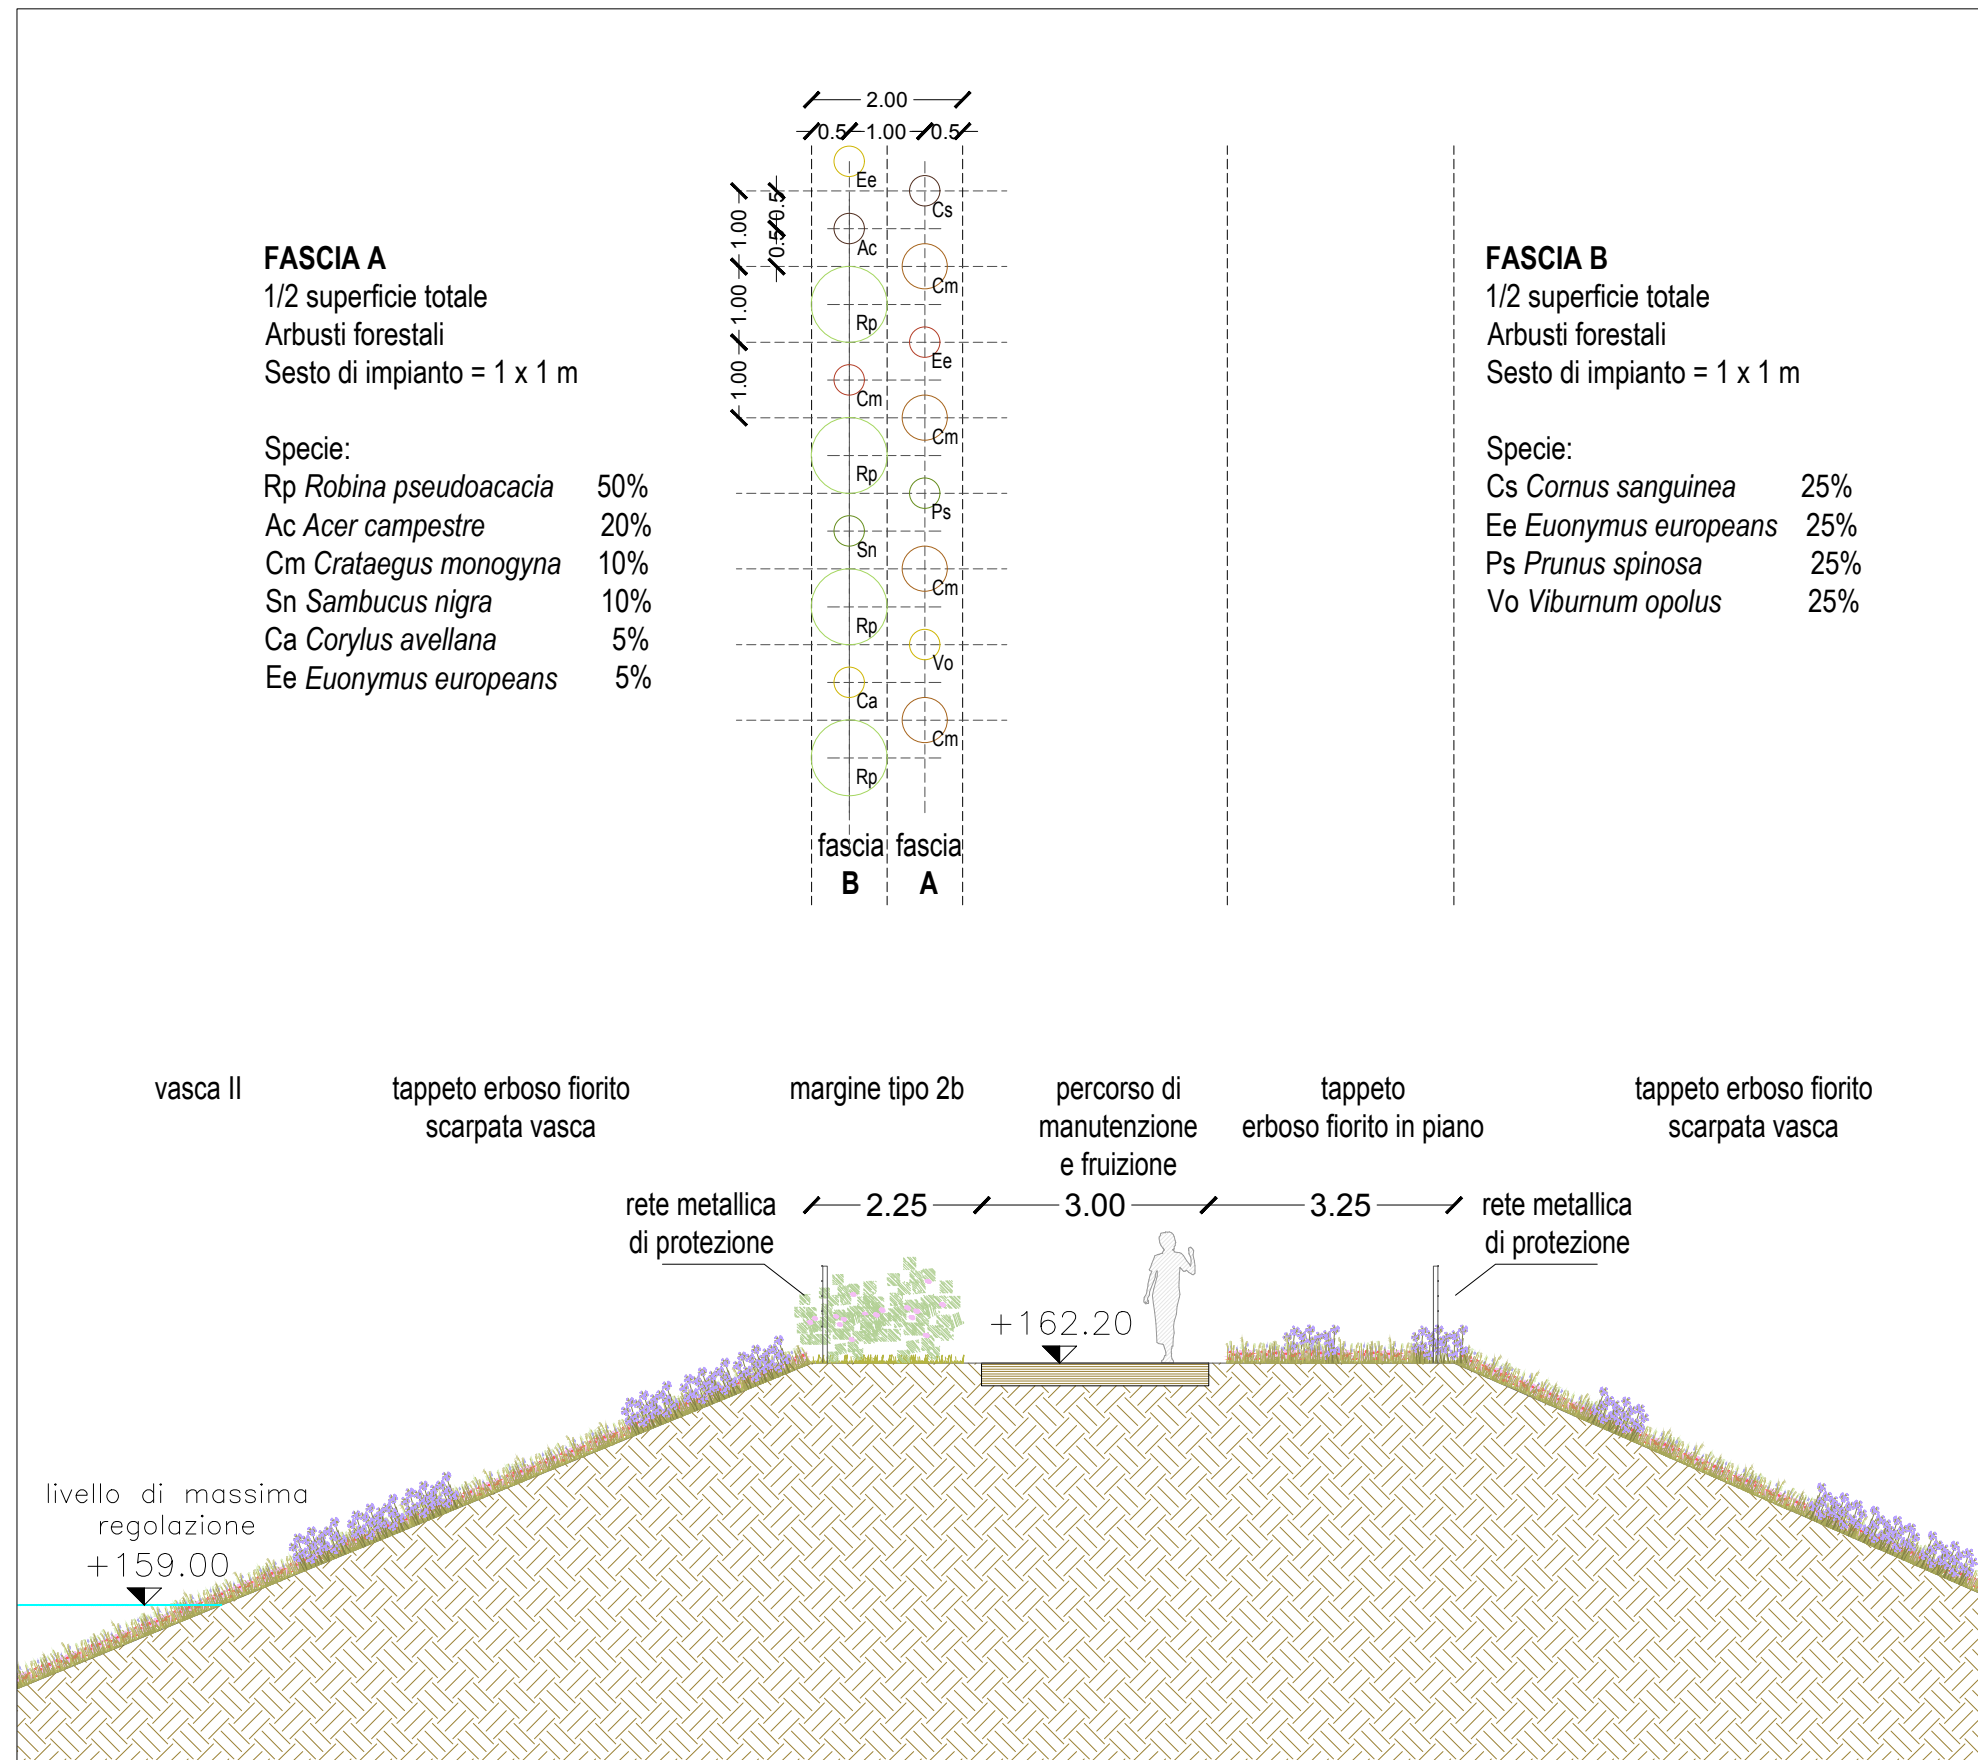 2.00
0.5 1.00 0.5
Ee
Cs
Ac
Cm
Rp
Ee
Cm
Cm
Rp
Ps
Sn
Cm
Rp
Vo
Ca
Cm
Rp
1.00
1.00
1.00
0.5
0.5
fascia
B
fascia
A
FASCIA A
1/2 superficie totale
Arbusti forestali
Sesto di impianto = 1 x 1 m
Specie:
Rp Robina pseudoacacia 50%
Ac Acer campestre 20%
Cm Crataegus monogyna 10%
Sn Sambucus nigra 10%
Ca Corylus avellana 5%
Ee Euonymus europeans 5%
FASCIA B
1/2 superficie totale
Arbusti forestali
Sesto di impianto = 1 x 1 m
Specie:
Cs Cornus sanguinea 25%
Ee Euonymus europeans 25%
Ps Prunus spinosa 25%
Vo Viburnum opolus 25%
vasca II
tappeto erboso fiorito
scarpata vasca
margine tipo 2b
percorso di
manutenzione
e fruizione
tappeto
erboso fiorito in piano
tappeto erboso fiorito
scarpata vasca
rete metallica
di protezione
2.25 3.00 3.25
rete metallica
di protezione
+162.20
livello di massima
regolazione
+159.00